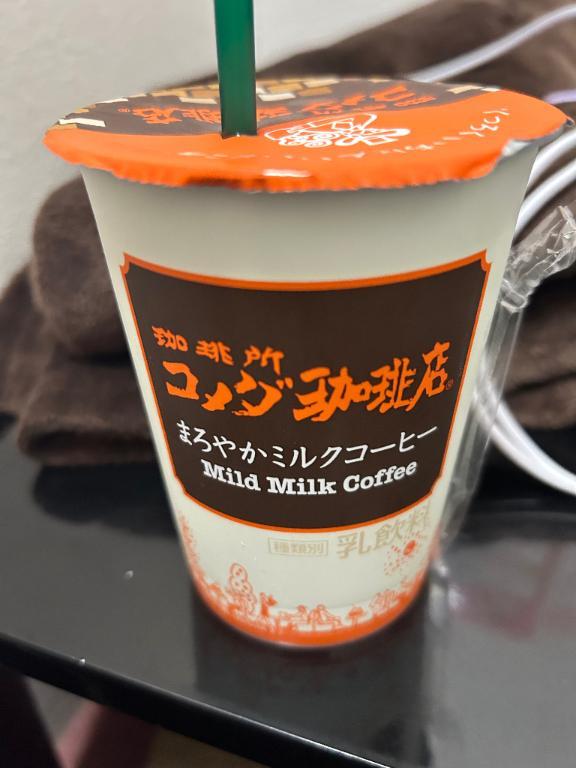 珈琲所
コメダ珈琲店®
まろやかミルクコーヒー
Mild Milk Coffee
種類別 乳飲料